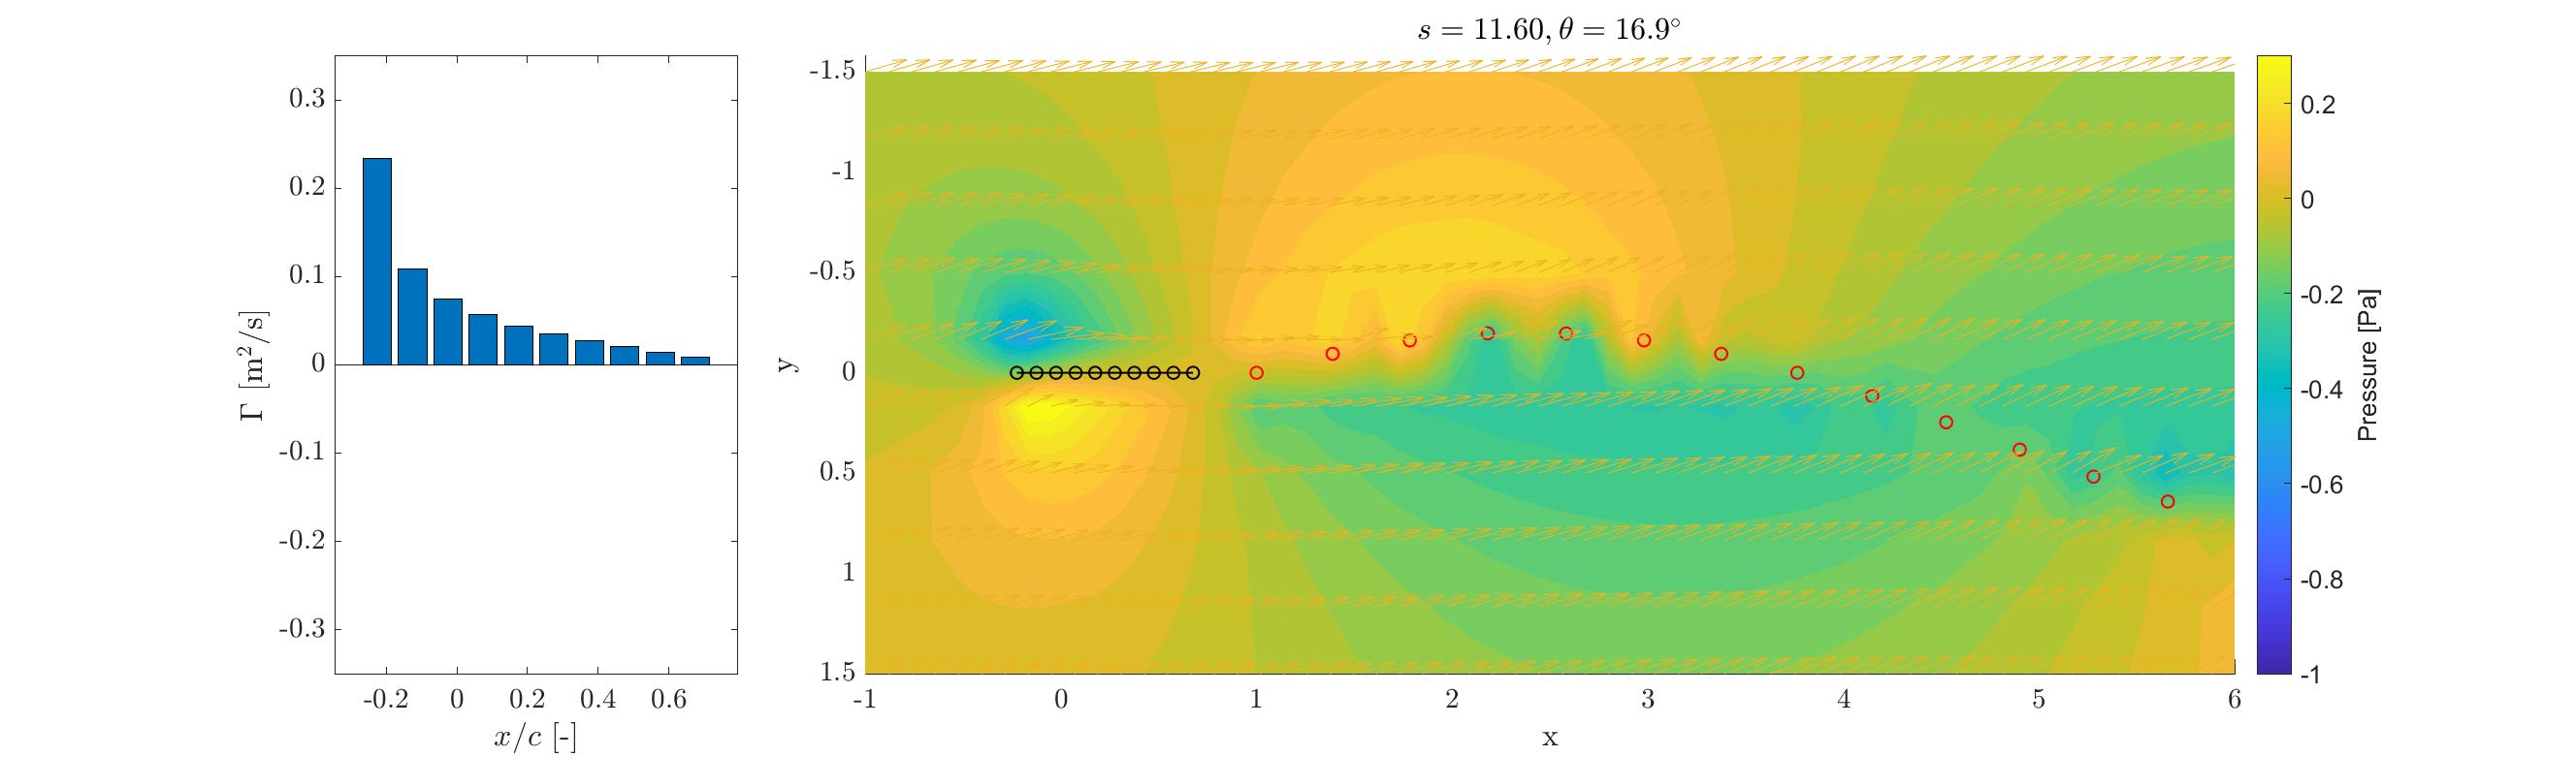 s = 11.60, θ = 16.9°
0.3
0.2
0.1
0
-0.1
-0.2
-0.3
Γ [m²/s]
-0.2 0 0.2 0.4 0.6
x/c [-]
-1.5
-1
-0.5
0
0.5
1
1.5
y
-1 0 1 2 3 4 5 6
x
0.2
0
-0.2
-0.4
-0.6
-0.8
-1
Pressure [Pa]